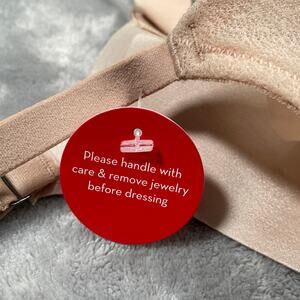 Please handle with
care & remove jewelry
before dressing